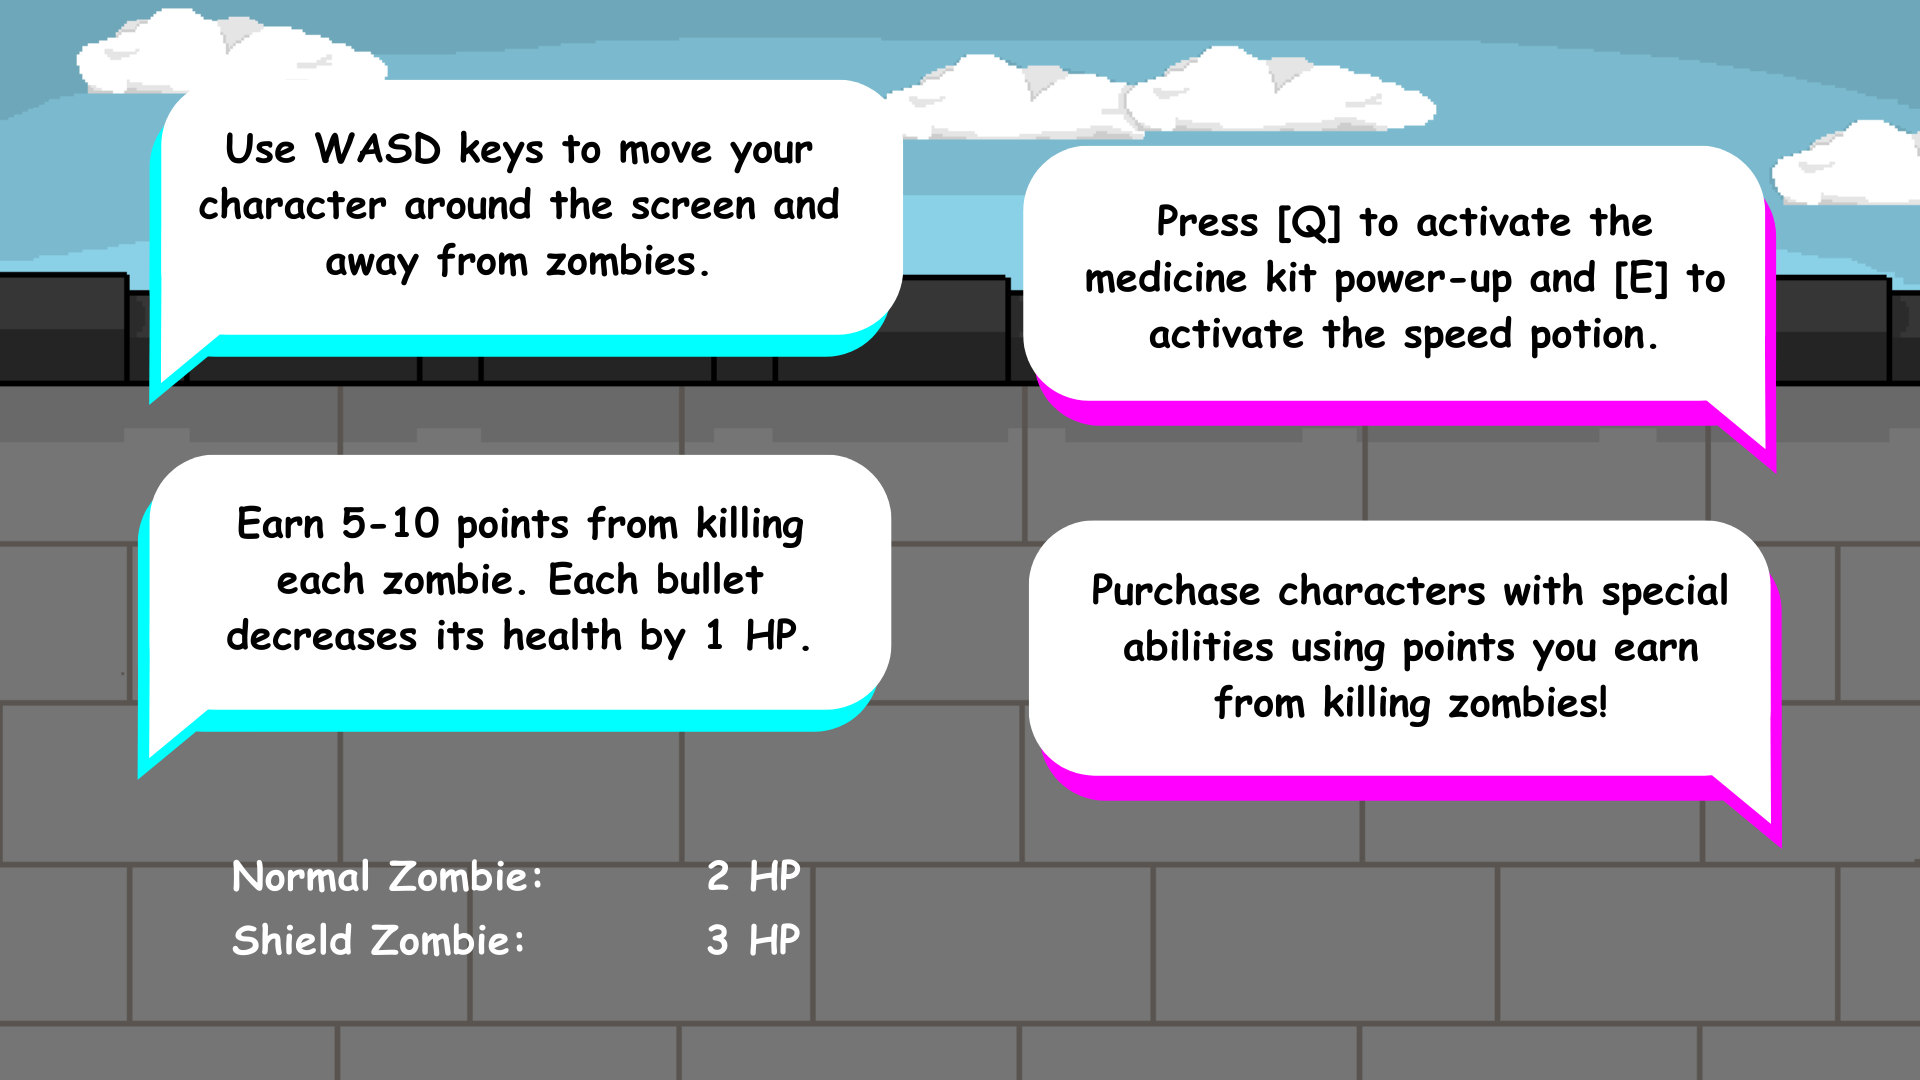 Use WASD keys to move your
character around the screen and
away from zombies.
Press [Q] to activate the
medicine kit power-up and [E] to
activate the speed potion.
Earn 5-10 points from killing
each zombie. Each bullet
decreases its health by 1 HP.
Purchase characters with special
abilities using points you earn
from killing zombies!
Normal Zombie: 2 HP
Shield Zombie: 3 HP